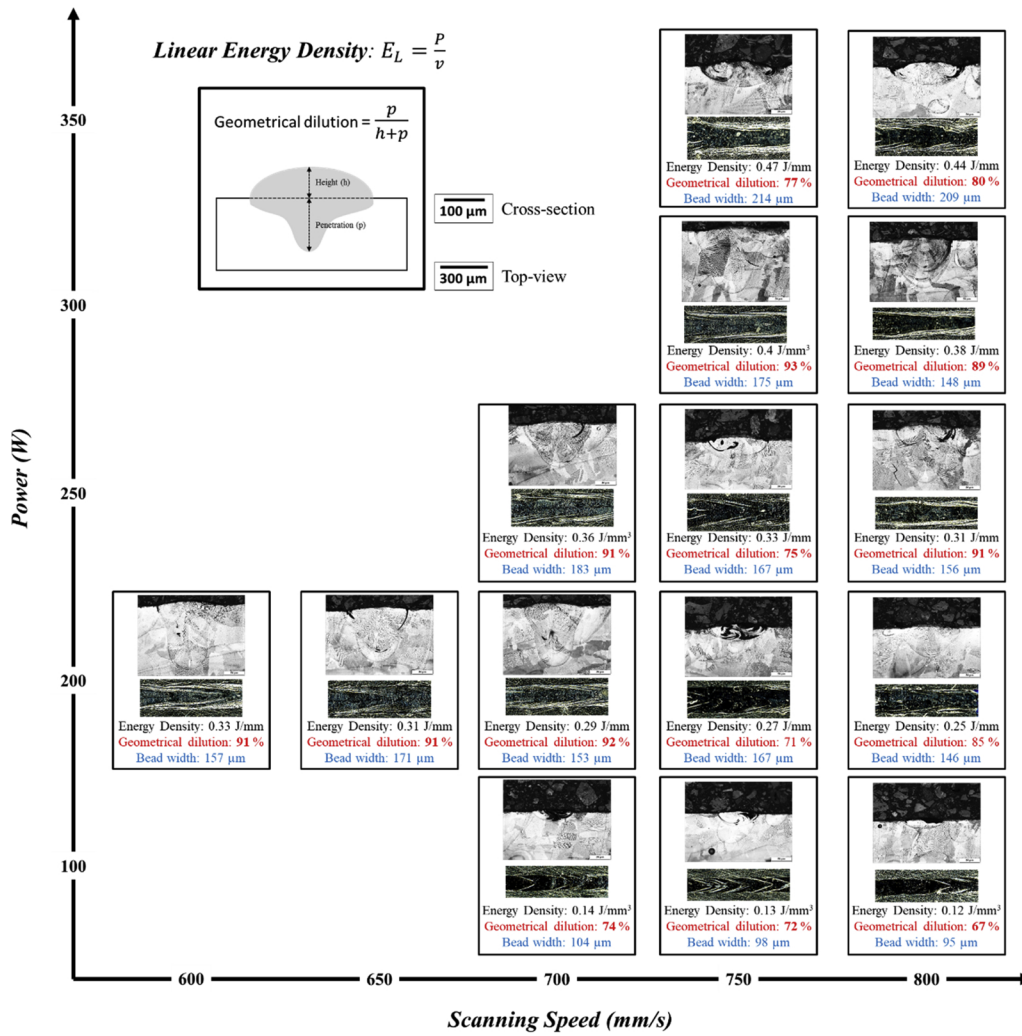 Linear Energy Density: E_L = P/v
Geometrical dilution = p/h+p
Height (h)
Penetration (p)
100 µm Cross-section
300 µm Top-view
Power (W)
350
300
250
200
100
Energy Density: 0.47 J/mm
Geometrical dilution: 77 %
Bead width: 214 µm
Energy Density: 0.44 J/mm
Geometrical dilution: 80 %
Bead width: 209 µm
Energy Density: 0.4 J/mm³
Geometrical dilution: 93 %
Bead width: 175 µm
Energy Density: 0.38 J/mm
Geometrical dilution: 89 %
Bead width: 148 µm
Energy Density: 0.36 J/mm³
Geometrical dilution: 91 %
Bead width: 183 µm
Energy Density: 0.33 J/mm
Geometrical dilution: 75 %
Bead width: 167 µm
Energy Density: 0.31 J/mm
Geometrical dilution: 91 %
Bead width: 156 µm
Energy Density: 0.33 J/mm
Geometrical dilution: 91 %
Bead width: 157 µm
Energy Density: 0.31 J/mm
Geometrical dilution: 91 %
Bead width: 171 µm
Energy Density: 0.29 J/mm
Geometrical dilution: 92 %
Bead width: 153 µm
Energy Density: 0.27 J/mm
Geometrical dilution: 71 %
Bead width: 167 µm
Energy Density: 0.25 J/mm
Geometrical dilution: 85 %
Bead width: 146 µm
Energy Density: 0.14 J/mm³
Geometrical dilution: 74 %
Bead width: 104 µm
Energy Density: 0.13 J/mm³
Geometrical dilution: 72 %
Bead width: 98 µm
Energy Density: 0.12 J/mm³
Geometrical dilution: 67 %
Bead width: 95 µm
600 650 700 750 800
Scanning Speed (mm/s)